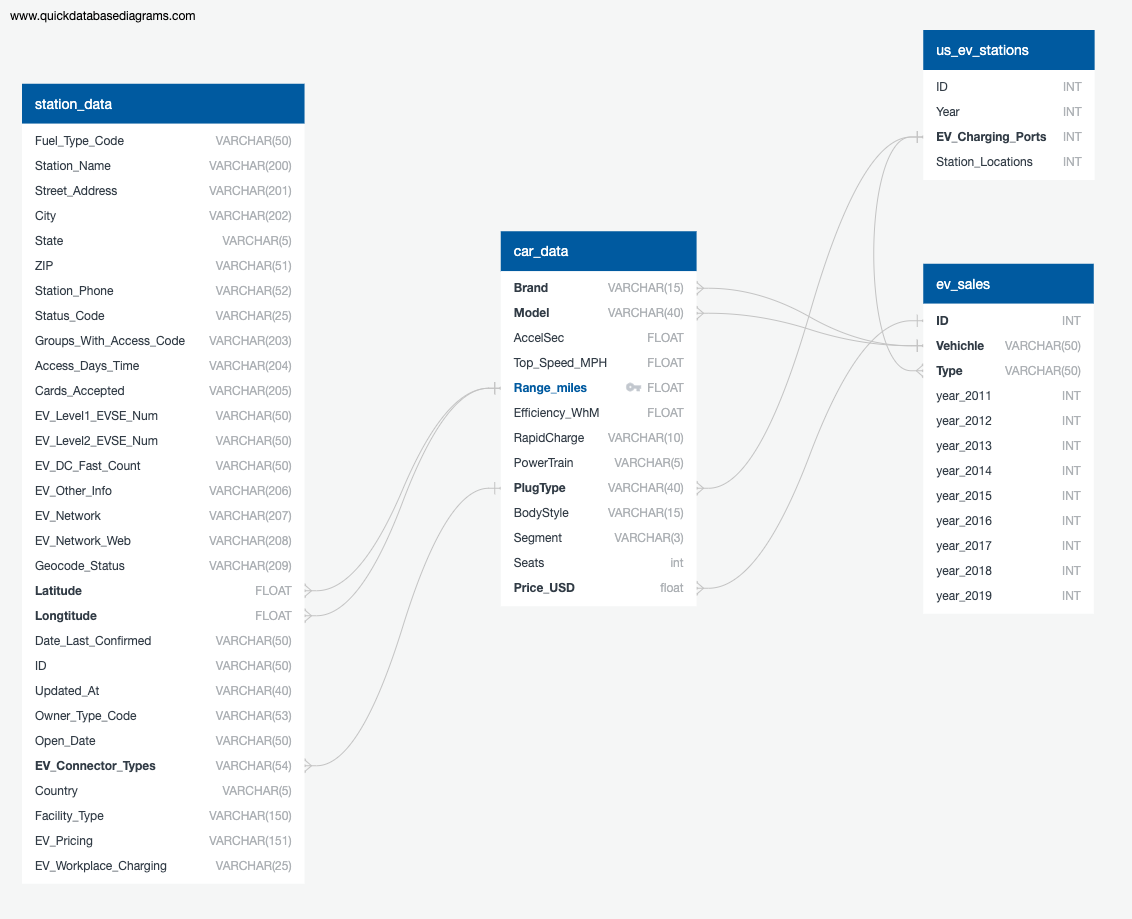 www.quickdatabasediagrams.com
station_data
Fuel_Type_Code VARCHAR(50)
Station_Name VARCHAR(200)
Street_Address VARCHAR(201)
City VARCHAR(202)
State VARCHAR(5)
ZIP VARCHAR(51)
Station_Phone VARCHAR(52)
Status_Code VARCHAR(25)
Groups_With_Access_Code VARCHAR(203)
Access_Days_Time VARCHAR(204)
Cards_Accepted VARCHAR(205)
EV_Level1_EVSE_Num VARCHAR(50)
EV_Level2_EVSE_Num VARCHAR(50)
EV_DC_Fast_Count VARCHAR(50)
EV_Other_Info VARCHAR(206)
EV_Network VARCHAR(207)
EV_Network_Web VARCHAR(208)
Geocode_Status VARCHAR(209)
Latitude FLOAT
Longtitude FLOAT
Date_Last_Confirmed VARCHAR(50)
ID VARCHAR(50)
Updated_At VARCHAR(40)
Owner_Type_Code VARCHAR(53)
Open_Date VARCHAR(50)
EV_Connector_Types VARCHAR(54)
Country VARCHAR(5)
Facility_Type VARCHAR(150)
EV_Pricing VARCHAR(151)
EV_Workplace_Charging VARCHAR(25)
car_data
Brand VARCHAR(15)
Model VARCHAR(40)
AccelSec FLOAT
Top_Speed_MPH FLOAT
Range_miles FLOAT
Efficiency_WhM FLOAT
RapidCharge VARCHAR(10)
PowerTrain VARCHAR(5)
PlugType VARCHAR(40)
BodyStyle VARCHAR(15)
Segment VARCHAR(3)
Seats int
Price_USD float
us_ev_stations
ID INT
Year INT
EV_Charging_Ports INT
Station_Locations INT
ev_sales
ID INT
Vehichle VARCHAR(50)
Type VARCHAR(50)
year_2011 INT
year_2012 INT
year_2013 INT
year_2014 INT
year_2015 INT
year_2016 INT
year_2017 INT
year_2018 INT
year_2019 INT